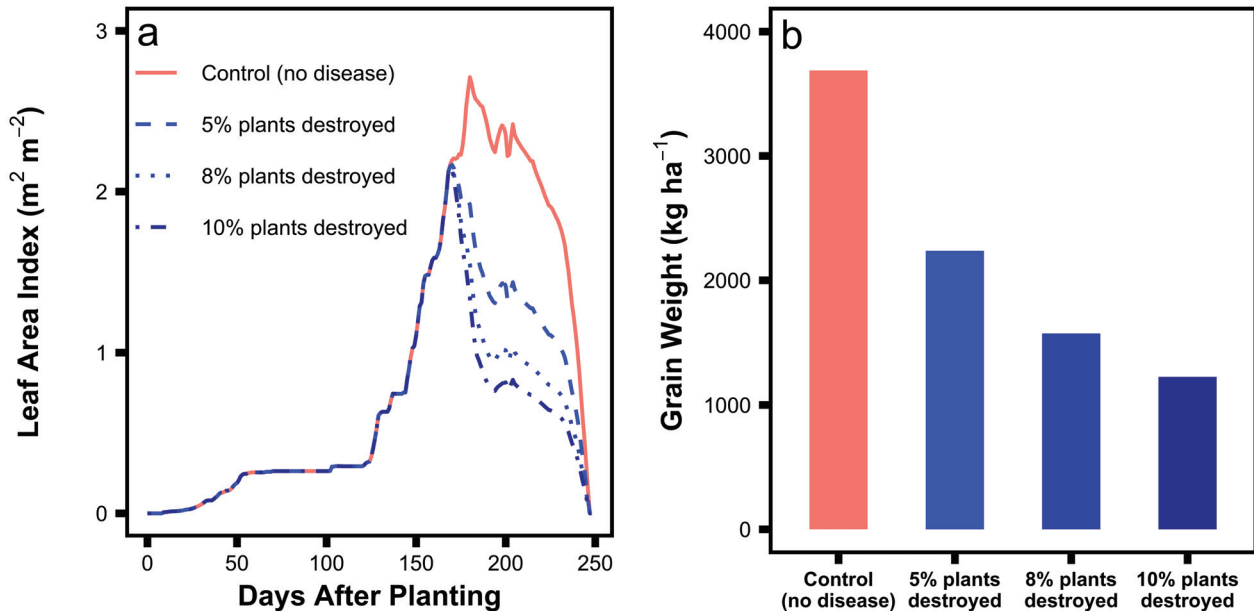 a
Leaf Area Index (m² m⁻²)
3
2
1
0
Control (no disease)
5% plants destroyed
8% plants destroyed
10% plants destroyed
0 50 100 150 200 250
Days After Planting
b
Grain Weight (kg ha⁻¹)
4000
3000
2000
1000
0
Control 5% plants 8% plants 10% plants
(no disease) destroyed destroyed destroyed